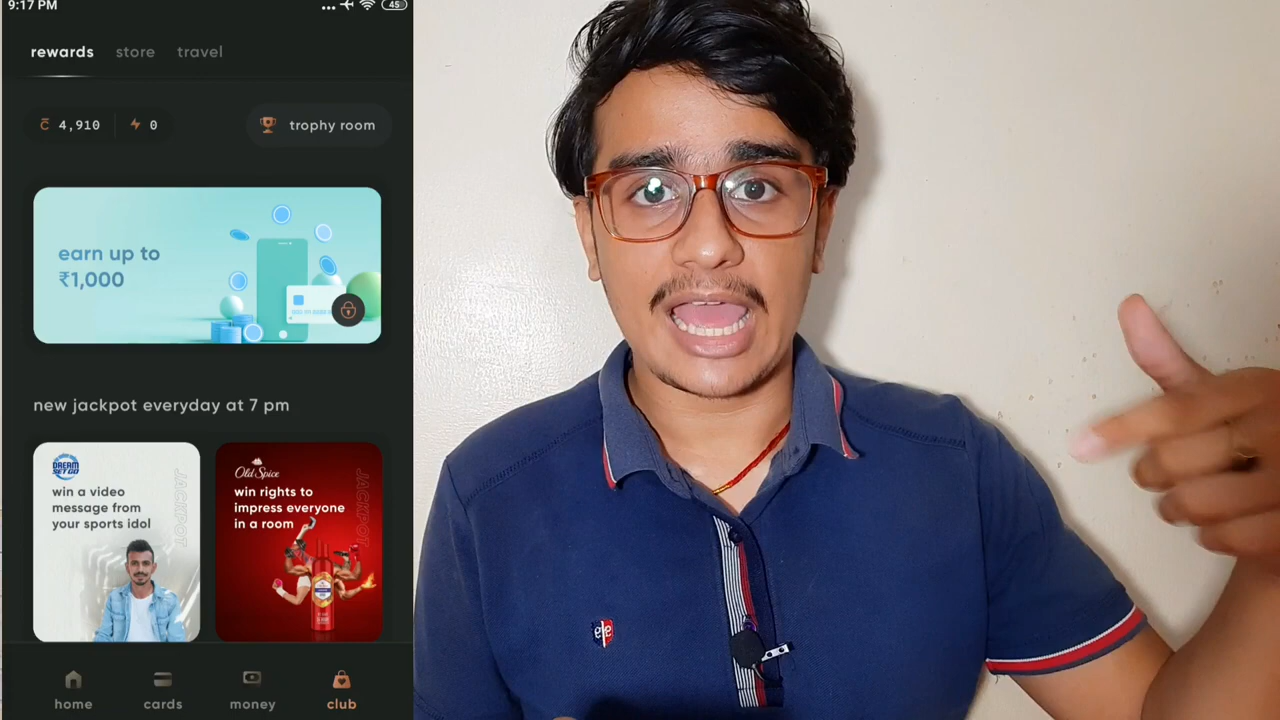 9:17 PM
45
rewards store travel
4,910 0 trophy room
earn up to
₹1,000
new jackpot everyday at 7 pm
DREAM
SET GO
win a video
message from
your sports idol
JACKPOT
Old Spice
win rights to
impress everyone
in a room
JACKPOT
home cards money club